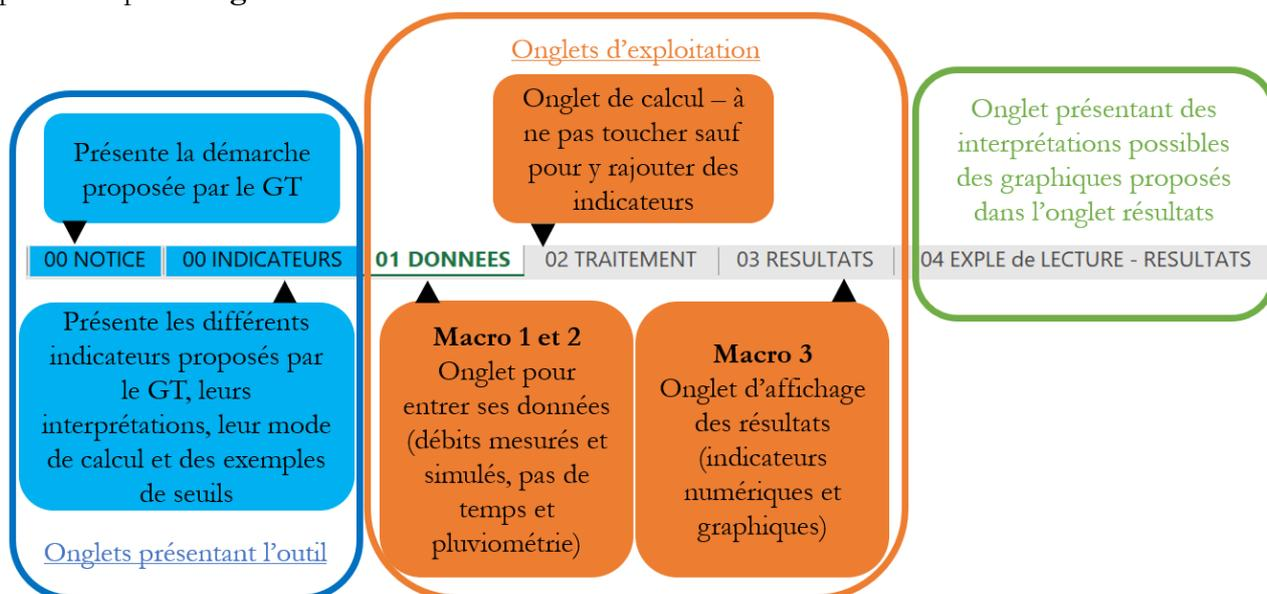 Onglets d’exploitation
Présente la démarche
proposée par le GT
Onglet de calcul – à
ne pas toucher sauf
pour y rajouter des
indicateurs
Onglet présentant des
interprétations possibles
des graphiques proposés
dans l’onglet résultats
00 NOTICE 00 INDICATEURS 01 DONNEES 02 TRAITEMENT 03 RESULTATS 04 EXPLE de LECTURE - RESULTATS
Présente les différents
indicateurs proposés par
le GT, leurs
interprétations, leur mode
de calcul et des exemples
de seuils
Onglets présentant l’outil
Macro 1 et 2
Onglet pour
entrer ses données
(débits mesurés et
simulés, pas de
temps et
pluviométrie)
Macro 3
Onglet d’affichage
des résultats
(indicateurs
numériques et
graphiques)